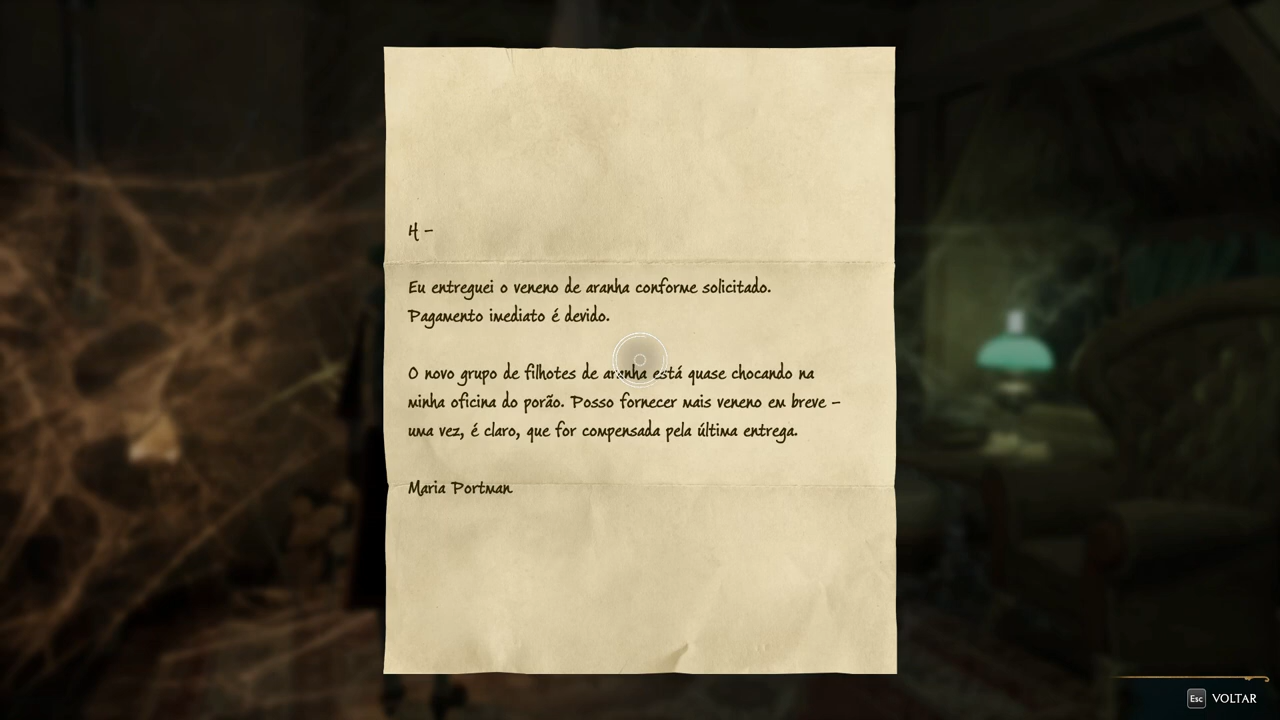 H –
Eu entreguei o veneno de aranha conforme solicitado.
Pagamento imediato é devido.
O novo grupo de filhotes de aranha está quase chocando na
minha oficina do porão. Posso fornecer mais veneno em breve –
uma vez, é claro, que for compensada pela última entrega.
Maria Portman
Esc VOLTAR